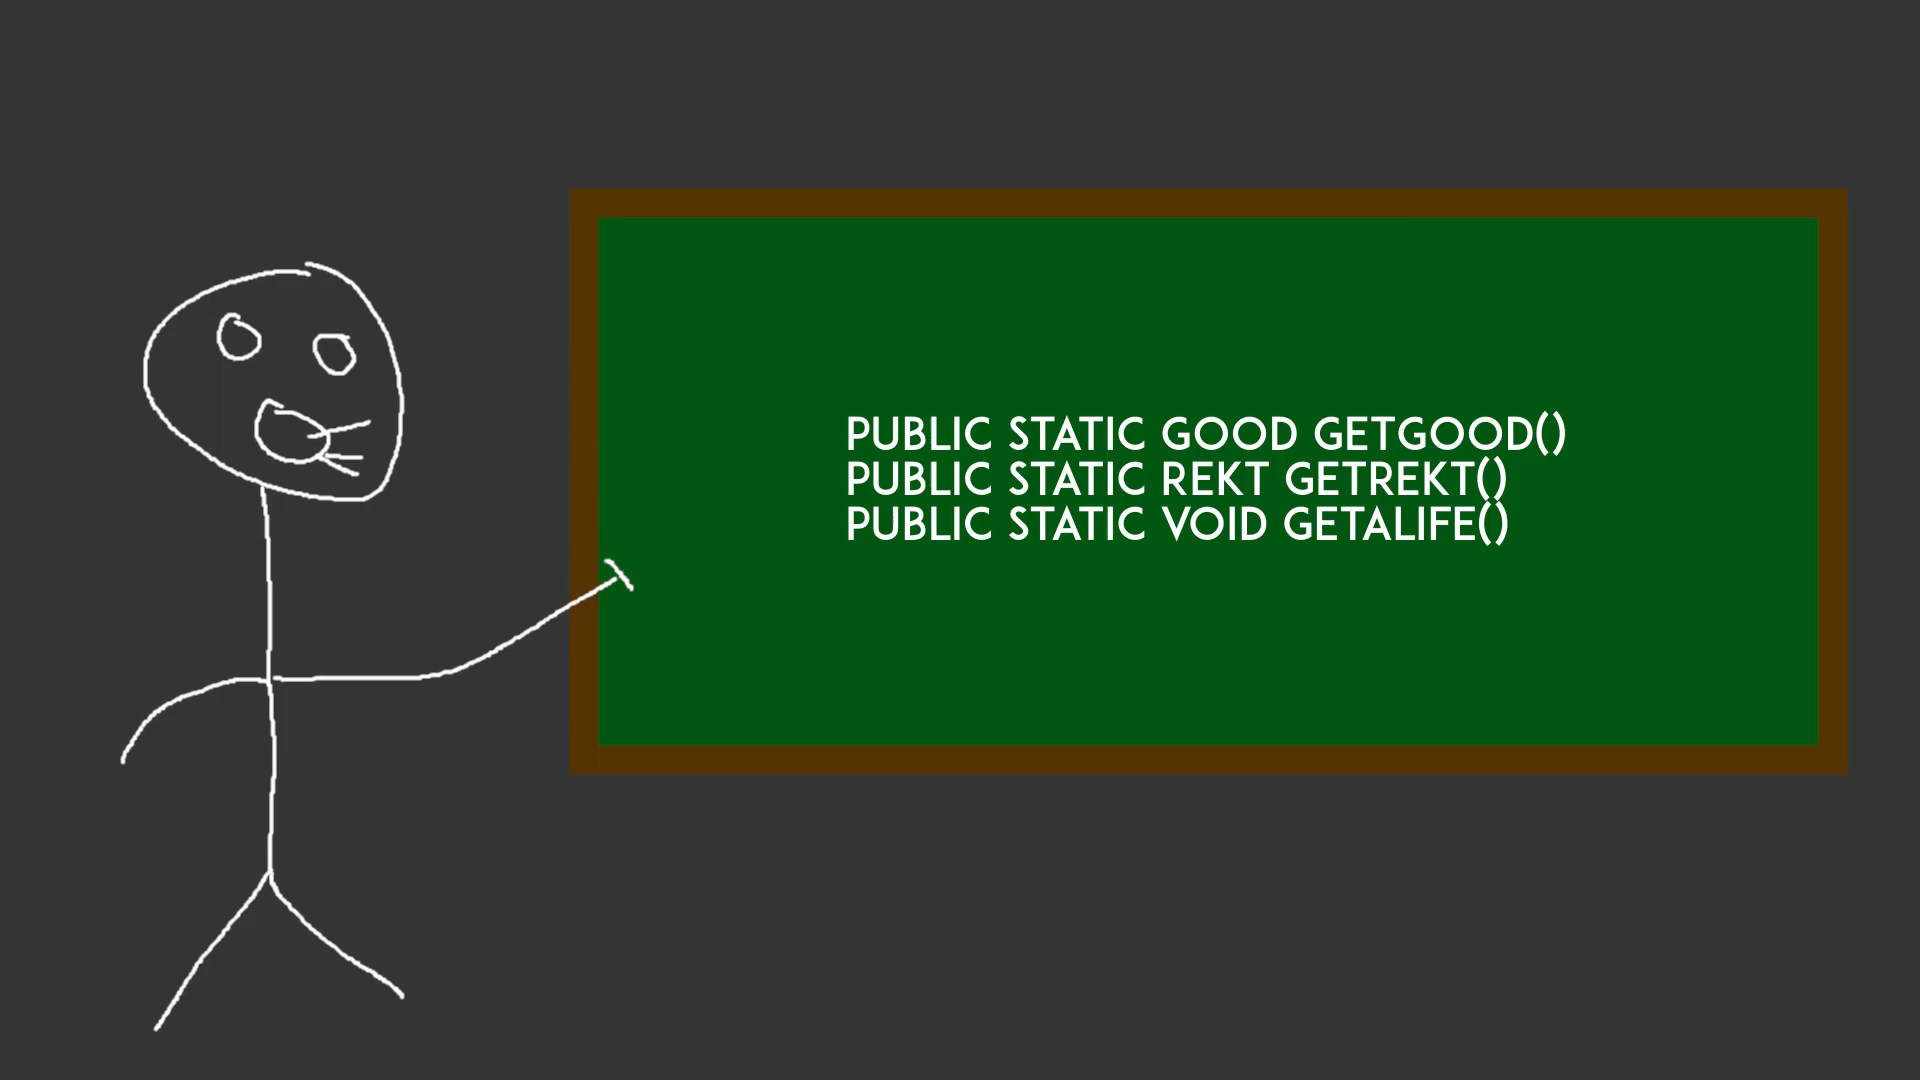 PUBLIC STATIC GOOD GETGOOD()
PUBLIC STATIC REKT GETREKT()
PUBLIC STATIC VOID GETALIFE()